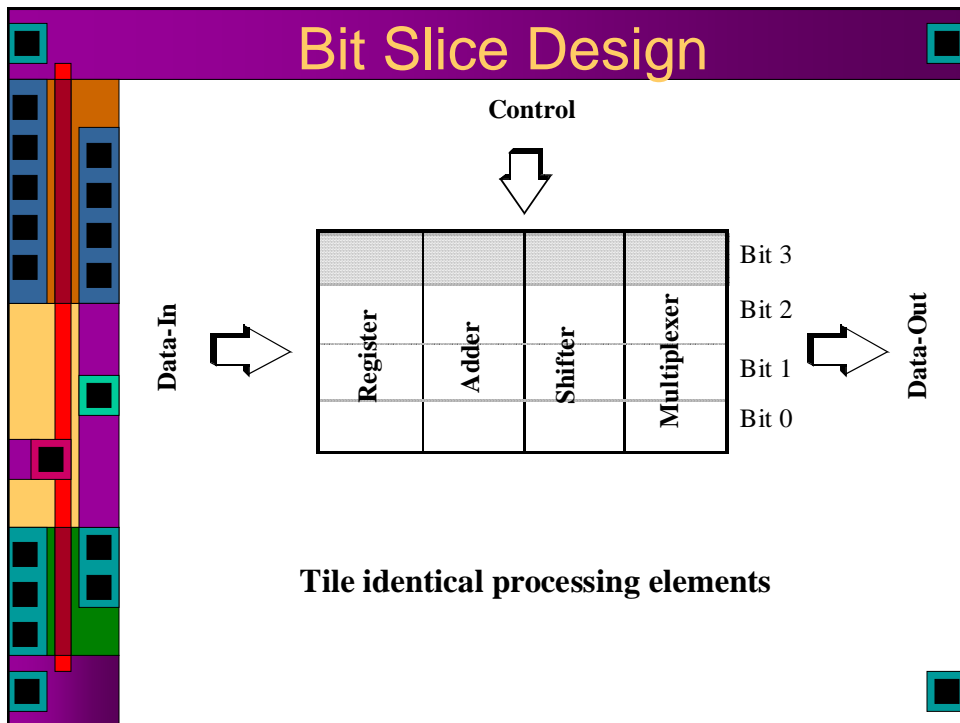 Bit Slice Design
Control
Bit 3
Bit 2
Bit 1
Bit 0
Data-In
Register
Adder
Shifter
Multiplexer
Data-Out
Tile identical processing elements